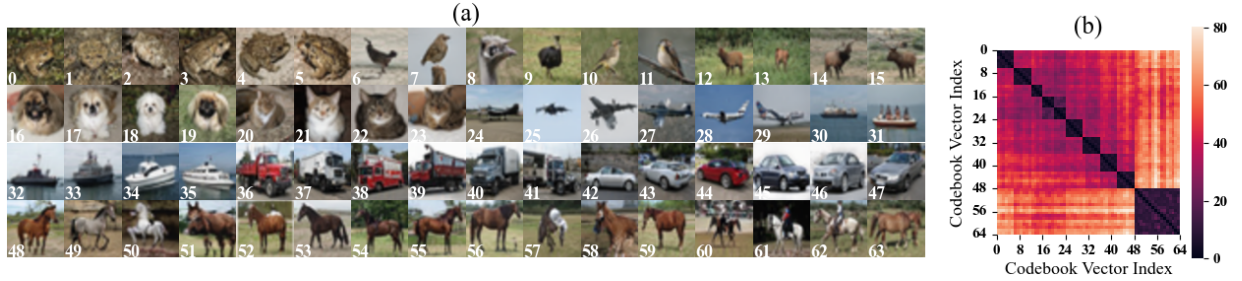 (a)
0 1 2 3 4 5 6 7 8 9 10 11 12 13 14 15
16 17 18 19 20 21 22 23 24 25 26 27 28 29 30 31
32 33 34 35 36 37 38 39 40 41 42 43 44 45 46 47
48 49 50 51 52 53 54 55 56 57 58 59 60 61 62 63
(b)
Codebook Vector Index
0
8
16
24
32
40
48
56
64
0 8 16 24 32 40 48 56 64
Codebook Vector Index
80
60
40
20
0